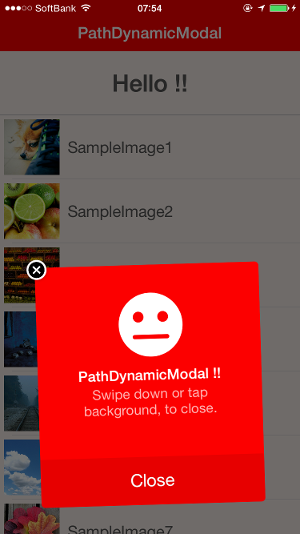 SoftBank 07:54
PathDynamicModal
Hello !!
SampleImage1
SampleImage2
PathDynamicModal !!
Swipe down or tap
background, to close.
Close
SampleImage7